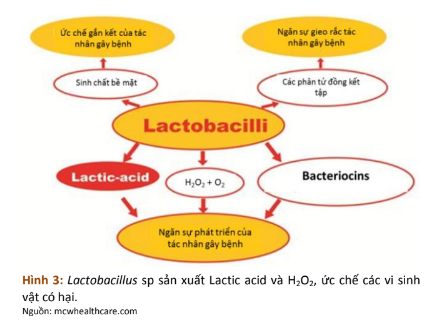 Ức chế gắn kết của tác
nhân gây bệnh
Ngăn sự gieo rắc tác
nhân gây bệnh
Sinh chất bề mặt
Các phân tử đồng kết
tập
Lactobacilli
Lactic-acid
H₂O₂ + O₂
Bacteriocins
Ngăn sự phát triển của
tác nhân gây bệnh
Hình 3: Lactobacillus sp sản xuất Lactic acid và H₂O₂, ức chế các vi sinh
vật có hại.
Nguồn: mcwhealthcare.com